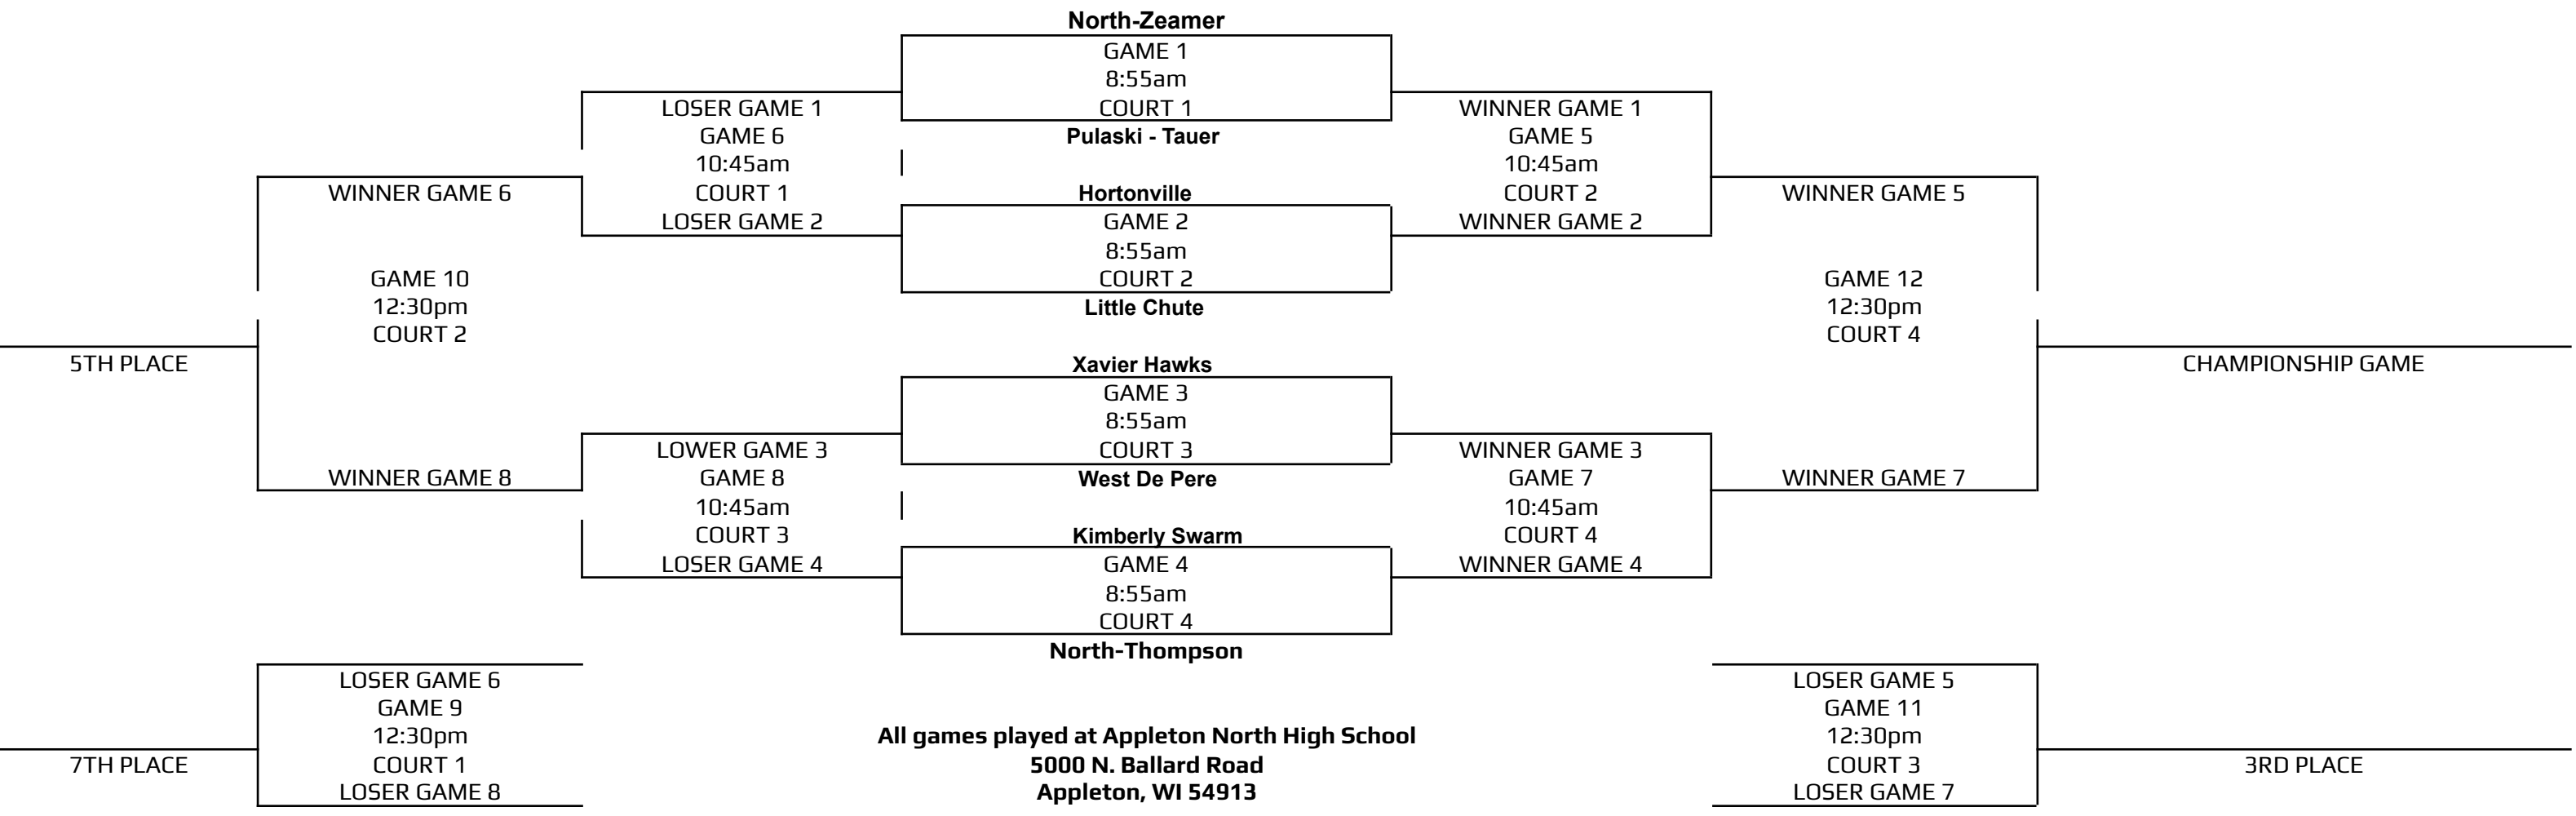 North-Zeamer
GAME 1
8:55am
COURT 1
Pulaski - Tauer
LOSER GAME 1
GAME 6
10:45am
COURT 1
LOSER GAME 2
WINNER GAME 1
GAME 5
10:45am
COURT 2
WINNER GAME 2
Hortonville
GAME 2
8:55am
COURT 2
Little Chute
WINNER GAME 6
GAME 10
12:30pm
COURT 2
WINNER GAME 8
5TH PLACE
WINNER GAME 5
GAME 12
12:30pm
COURT 4
WINNER GAME 7
CHAMPIONSHIP GAME
Xavier Hawks
GAME 3
8:55am
COURT 3
West De Pere
LOWER GAME 3
GAME 8
10:45am
COURT 3
LOSER GAME 4
WINNER GAME 3
GAME 7
10:45am
COURT 4
WINNER GAME 4
Kimberly Swarm
GAME 4
8:55am
COURT 4
North-Thompson
LOSER GAME 6
GAME 9
12:30pm
COURT 1
LOSER GAME 8
7TH PLACE
All games played at Appleton North High School
5000 N. Ballard Road
Appleton, WI 54913
LOSER GAME 5
GAME 11
12:30pm
COURT 3
LOSER GAME 7
3RD PLACE